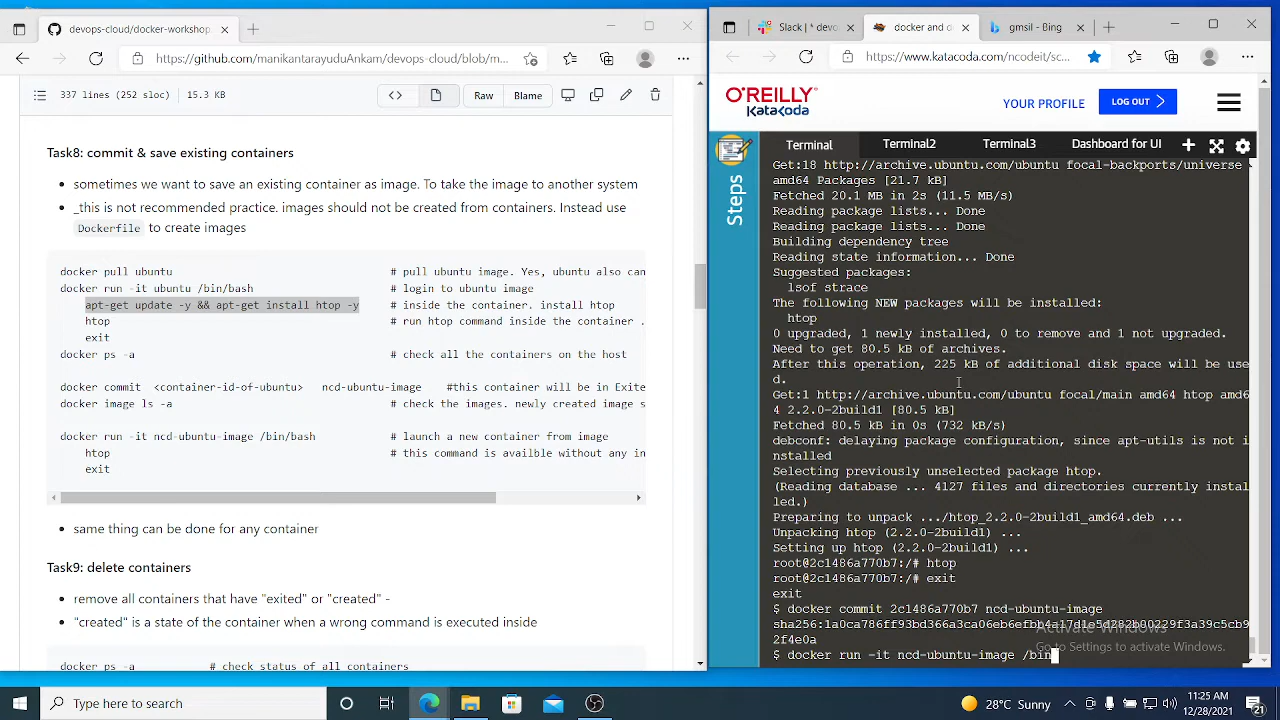 devops-cloud/docker-workshop
https://github.com/manikantarayuduAnkam/devops-cloud/blob/m...
337 lines (252 sloc)
15.3 KB
Raw
Blame
Task8: commit & save existing containers
sometimes we want to save an existing container as image. To take the image to another system
_this is not recommended practice. images should not be created from containers. Instead use
Dockerfile to create images
docker pull ubuntu # pull ubuntu image. Yes, ubuntu also can
docker run -it ubuntu /bin/bash # login to ubuntu image
apt-get update -y && apt-get install htop -y # inside the container. install htop
htop # run htop command inside the container .
exit
docker ps -a # check all the containers on the host
docker commit <container-id-of-ubuntu> ncd-ubuntu-image #this container will be in Exite
docker image ls -a # check the images. newly created image s
docker run -it ncd-ubuntu-image /bin/bash # launch a new container from image
htop # this command is availble without any in
exit
same thing can be done for any container
Task9: delete containers
remove all containers that have "exited" or "created" -
"created" is a state of the container when a wrong command is executed inside
docker ps -a # check status of all containers
Slack | * devo
docker and d
gmsil - Bing
https://www.katacoda.com/ncodeit/sc...
O'REILLY
Katacoda
YOUR PROFILE
LOG OUT
Steps
Terminal
Terminal2
Terminal3
Dashboard for UI
Get:18 http://archive.ubuntu.com/ubuntu focal-backports/universe
amd64 Packages [21.7 kB]
Fetched 20.1 MB in 2s (11.5 MB/s)
Reading package lists... Done
Reading package lists... Done
Building dependency tree
Reading state information... Done
Suggested packages:
lsof strace
The following NEW packages will be installed:
htop
0 upgraded, 1 newly installed, 0 to remove and 1 not upgraded.
Need to get 80.5 kB of archives.
After this operation, 225 kB of additional disk space will be use
d.
Get:1 http://archive.ubuntu.com/ubuntu focal/main amd64 htop amd6
4 2.2.0-2build1 [80.5 kB]
Fetched 80.5 kB in 0s (732 kB/s)
debconf: delaying package configuration, since apt-utils is not i
nstalled
Selecting previously unselected package htop.
(Reading database ... 4127 files and directories currently instal
led.)
Preparing to unpack .../htop_2.2.0-2build1_amd64.deb ...
Unpacking htop (2.2.0-2build1) ...
Setting up htop (2.2.0-2build1) ...
root@2c1486a770b7:/# htop
root@2c1486a770b7:/# exit
exit
$ docker commit 2c1486a770b7 ncd-ubuntu-image
2f4e0a
$ docker run -it ncd-ubuntu-image /bin
Activate Windows
Go to Settings to activate Windows.
Type here to search
28°C Sunny
11:25 AM
12/28/2021
21